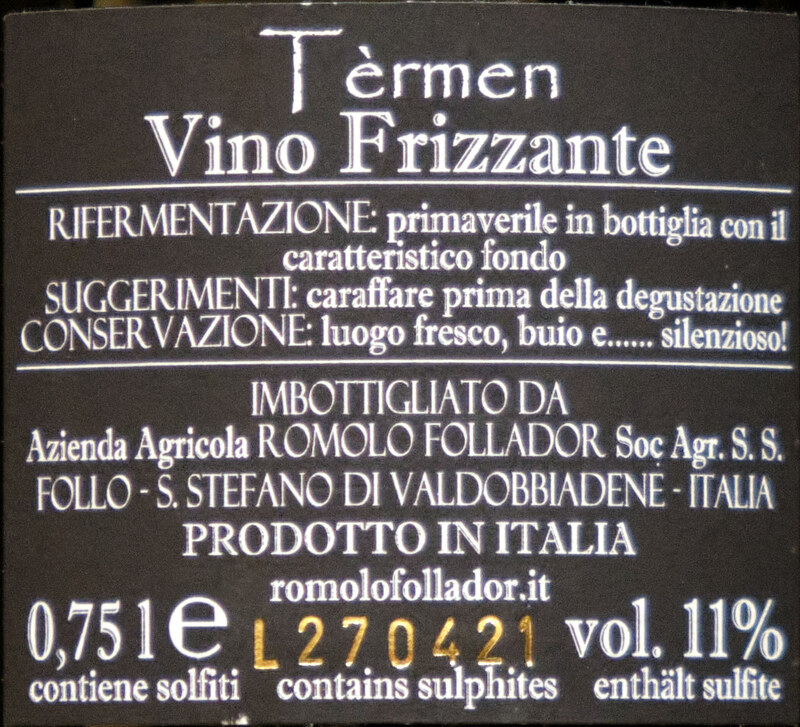 Tèrmen
Vino Frizzante
RIFERMENTAZIONE: primaverile in bottiglia con il
caratteristico fondo
SUGGERIMENTI: caraffare prima della degustazione
CONSERVAZIONE: luogo fresco, buio e...... silenzioso!
IMBOTTIGLIATO DA
Azienda Agricola ROMOLO FOLLADOR Soc Agr. S. S.
FOLLO - S. STEFANO DI VALDOBBIADENE - ITALIA
PRODOTTO IN ITALIA
romolofollador.it
0,75 l e L270421 vol. 11%
contiene solfiti contains sulphites enthält sulfite